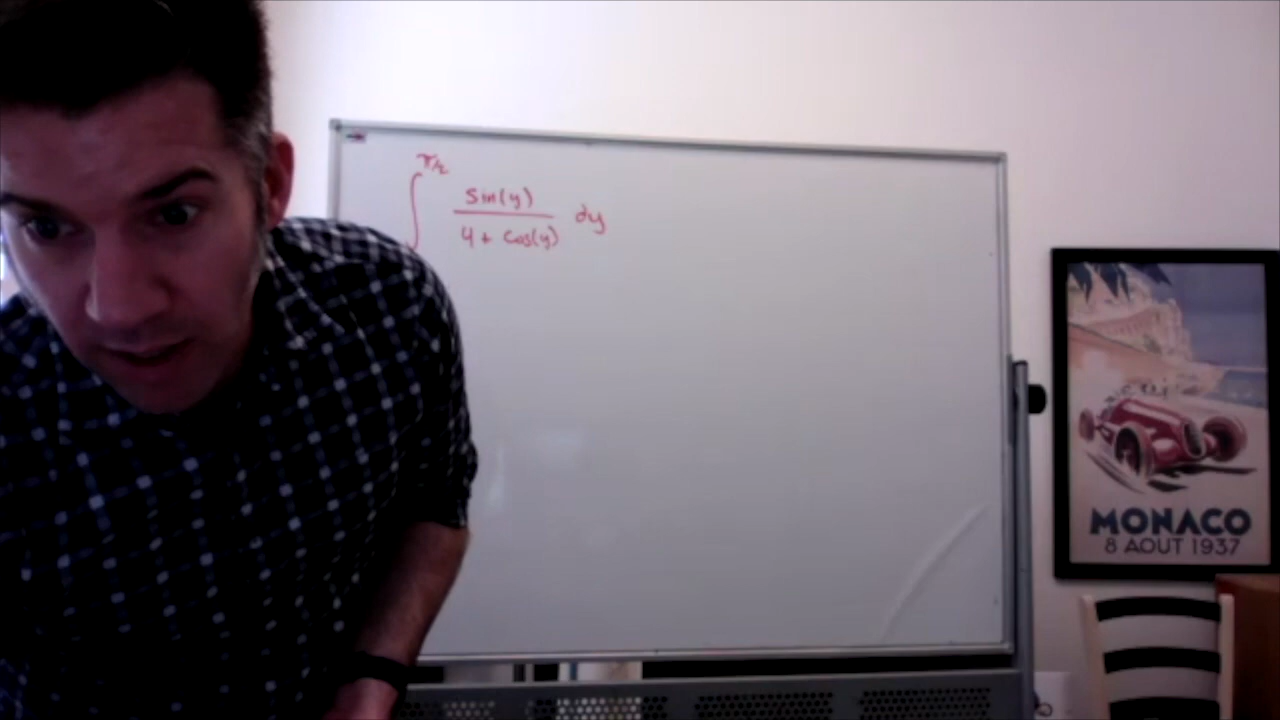 ∫ π/2 sin(y) / 4 + cos(y) dy
MONACO
8 AOUT 1937